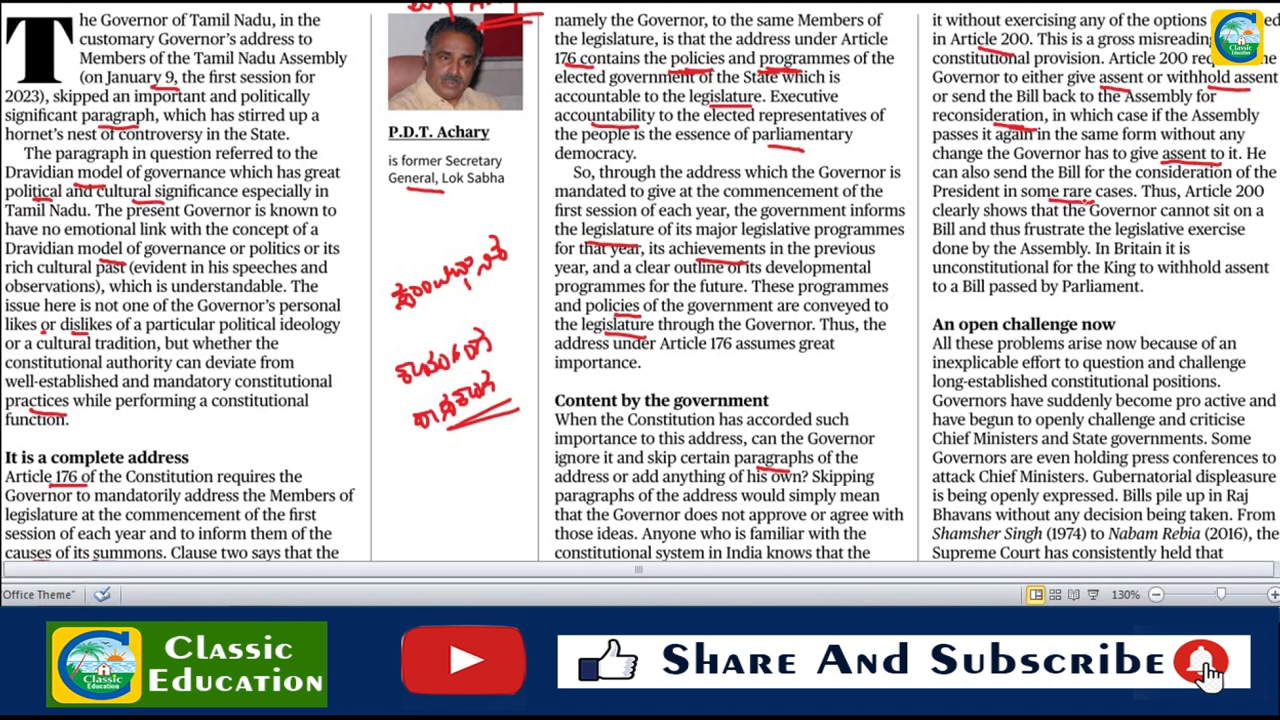 The Governor of Tamil Nadu, in the
customary Governor's address to
Members of the Tamil Nadu Assembly
(on January 9, the first session for
2023), skipped an important and politically
significant paragraph, which has stirred up a
hornet's nest of controversy in the State.
The paragraph in question referred to the
Dravidian model of governance which has great
political and cultural significance especially in
Tamil Nadu. The present Governor is known to
have no emotional link with the concept of a
Dravidian model of governance or politics or its
rich cultural past (evident in his speeches and
observations), which is understandable. The
issue here is not one of the Governor's personal
likes or dislikes of a particular political ideology
or a cultural tradition, but whether the
constitutional authority can deviate from
well-established and mandatory constitutional
practices while performing a constitutional
function.
It is a complete address
Article 176 of the Constitution requires the
Governor to mandatorily address the Members of
legislature at the commencement of the first
session of each year and to inform them of the
causes of its summons. Clause two says that the
P.D.T. Achary
is former Secretary
General, Lok Sabha
namely the Governor, to the same Members of
the legislature, is that the address under Article
176 contains the policies and programmes of the
elected government of the State which is
accountable to the legislature. Executive
accountability to the elected representatives of
the people is the essence of parliamentary
democracy.
So, through the address which the Governor is
mandated to give at the commencement of the
first session of each year, the government informs
the legislature of its major legislative programmes
for that year, its achievements in the previous
year, and a clear outline of its developmental
programmes for the future. These programmes
and policies of the government are conveyed to
the legislature through the Governor. Thus, the
address under Article 176 assumes great
importance.
Content by the government
When the Constitution has accorded such
importance to this address, can the Governor
ignore it and skip certain paragraphs of the
address or add anything of his own? Skipping
paragraphs of the address would simply mean
that the Governor does not approve or agree with
those ideas. Anyone who is familiar with the
constitutional system in India knows that the
it without exercising any of the options
in Article 200. This is a gross misreading
constitutional provision. Article 200
Governor to either give assent or withhold assent
or send the Bill back to the Assembly for
reconsideration, in which case if the Assembly
passes it again in the same form without any
change the Governor has to give assent to it. He
can also send the Bill for the consideration of the
President in some rare cases. Thus, Article 200
clearly shows that the Governor cannot sit on a
Bill and thus frustrate the legislative exercise
done by the Assembly. In Britain it is
unconstitutional for the King to withhold assent
to a Bill passed by Parliament.
An open challenge now
All these problems arise now because of an
inexplicable effort to question and challenge
long-established constitutional positions.
Governors have suddenly become pro active and
have begun to openly challenge and criticise
Chief Ministers and State governments. Some
Governors are even holding press conferences to
attack Chief Ministers. Gubernatorial displeasure
is being openly expressed. Bills pile up in Raj
Bhavans without any decision being taken. From
Shamsher Singh (1974) to Nabam Rebia (2016), the
Supreme Court has consistently held that
Classic
Education
Office Theme"
130%
Classic
Education
Classic
Education
Share And Subscribe